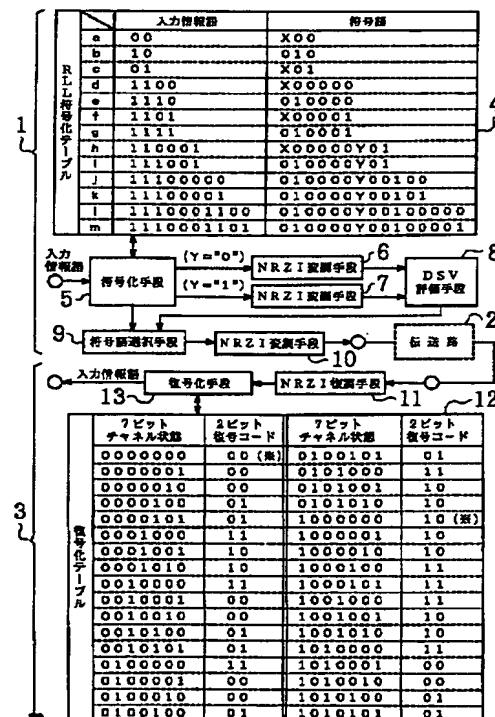 入力情報語 符号語
a 00 X00
b 10 010
c 01 X01
d 1100 X00000
e 1110 010000
f 1101 X00001
g 1111 010001
h 110001 X00000Y01
i 111001 010000Y01
j 11100000 010000Y00100
k 11100001 010000Y00101
l 1110001100 010000Y00100000
m 1110001101 010000Y00100001
RLL符号化テーブル
1
4
入力情報語
5
符号化手段
(Y="0")
NRZI変調手段
6
(Y="1")
NRZI変調手段
7
DSV評価手段
8
9
符号語選択手段
NRZI変調手段
10
伝送路
2
入力情報語
復号化手段
13
NRZI復調手段
11
12
3
復号化テーブル
7ビットチャネル状態 2ビット復号コード 7ビットチャネル状態 2ビット復号コード
0000000 00 (※) 0100101 01
0000001 00 0101000 11
0000010 00 0101001 10
0000100 01 0101010 10
0000101 01 1000000 10 (※)
0001000 11 1000001 10
0001001 10 1000010 10
0001010 10 1000100 11
0010000 11 1000101 11
0010001 00 1001000 11
0010010 00 1001001 10
0010100 01 1001010 10
0010101 01 1010000 11
0100000 11 1010001 00
0100001 00 1010010 00
0100010 00 1010100 01
0100100 01 1010101 01